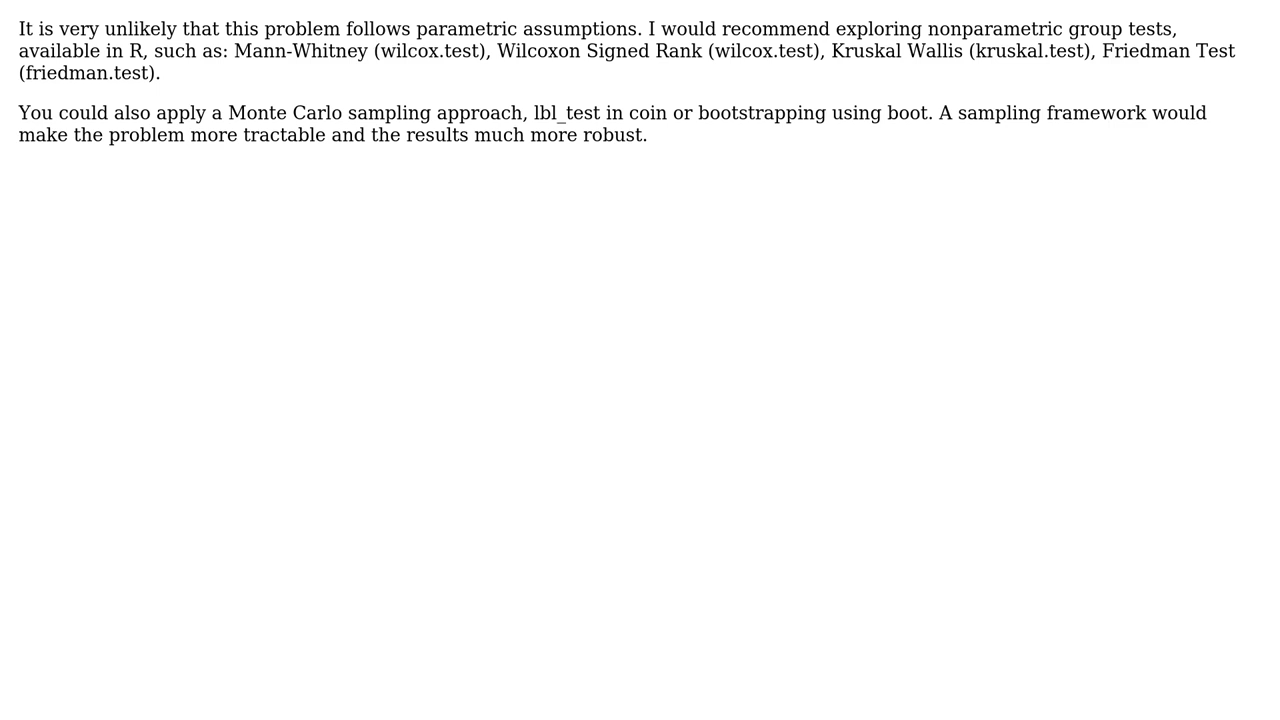 It is very unlikely that this problem follows parametric assumptions. I would recommend exploring nonparametric group tests,
available in R, such as: Mann-Whitney (wilcox.test), Wilcoxon Signed Rank (wilcox.test), Kruskal Wallis (kruskal.test), Friedman Test
(friedman.test).
You could also apply a Monte Carlo sampling approach, lbl_test in coin or bootstrapping using boot. A sampling framework would
make the problem more tractable and the results much more robust.